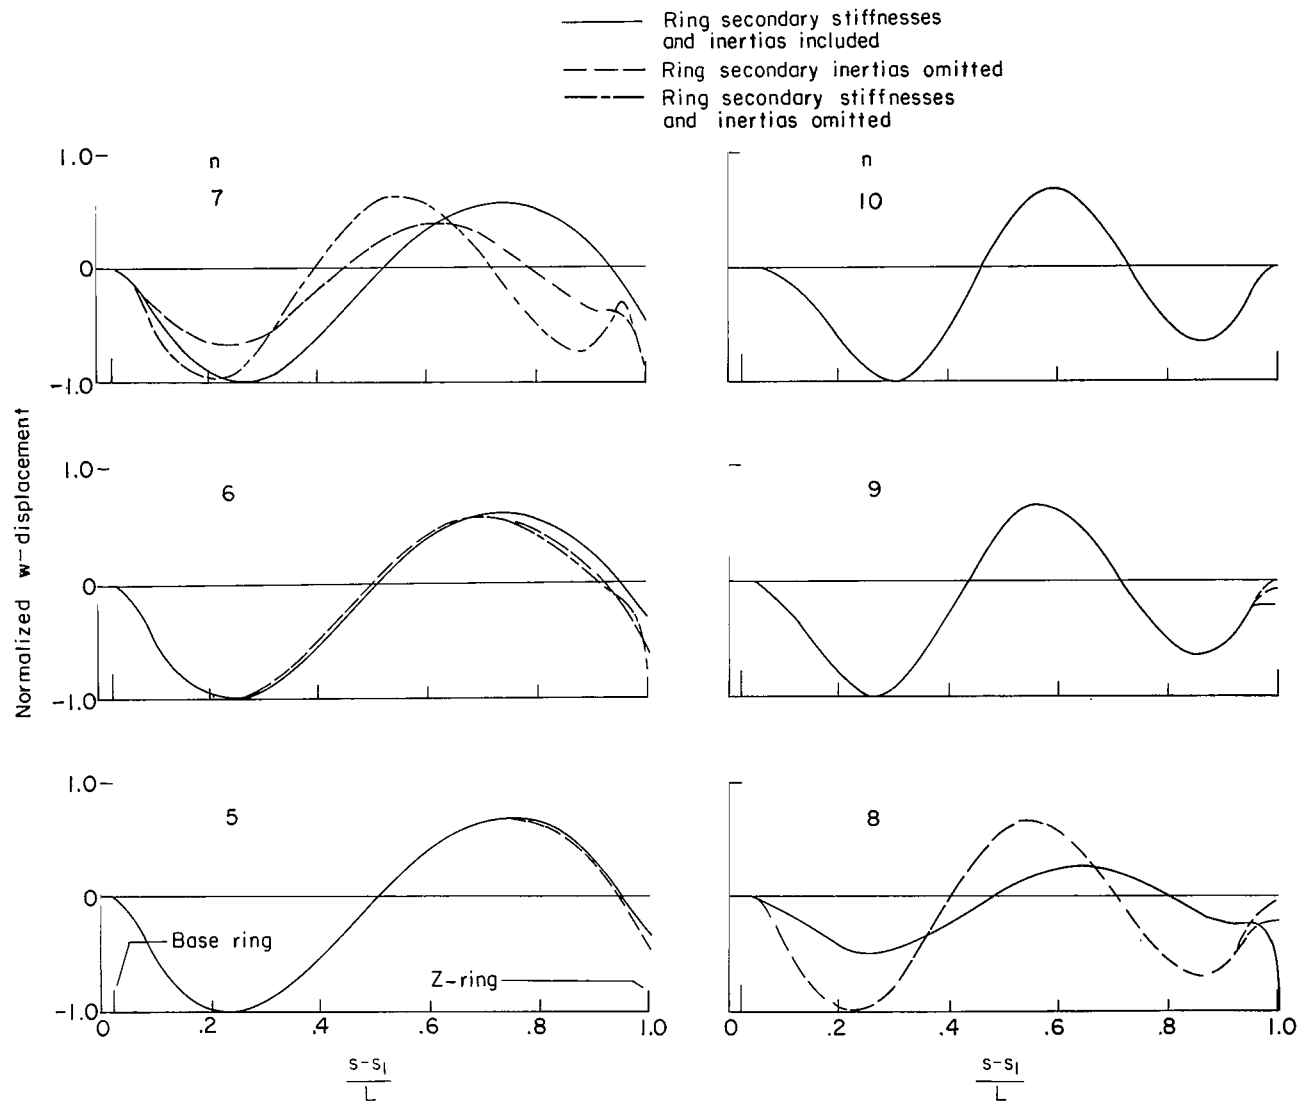 Ring secondary stiffnesses
and inertias included
Ring secondary inertias omitted
Ring secondary stiffnesses
and inertias omitted
Normalized w-displacement
1.0
0
-1.0
n
7
n
10
1.0
0
-1.0
6
9
1.0
0
-1.0
5
Base ring
Z-ring
8
0 .2 .4 .6 .8 1.0
0 .2 .4 .6 .8 1.0
s-s₁
L
s-s₁
L